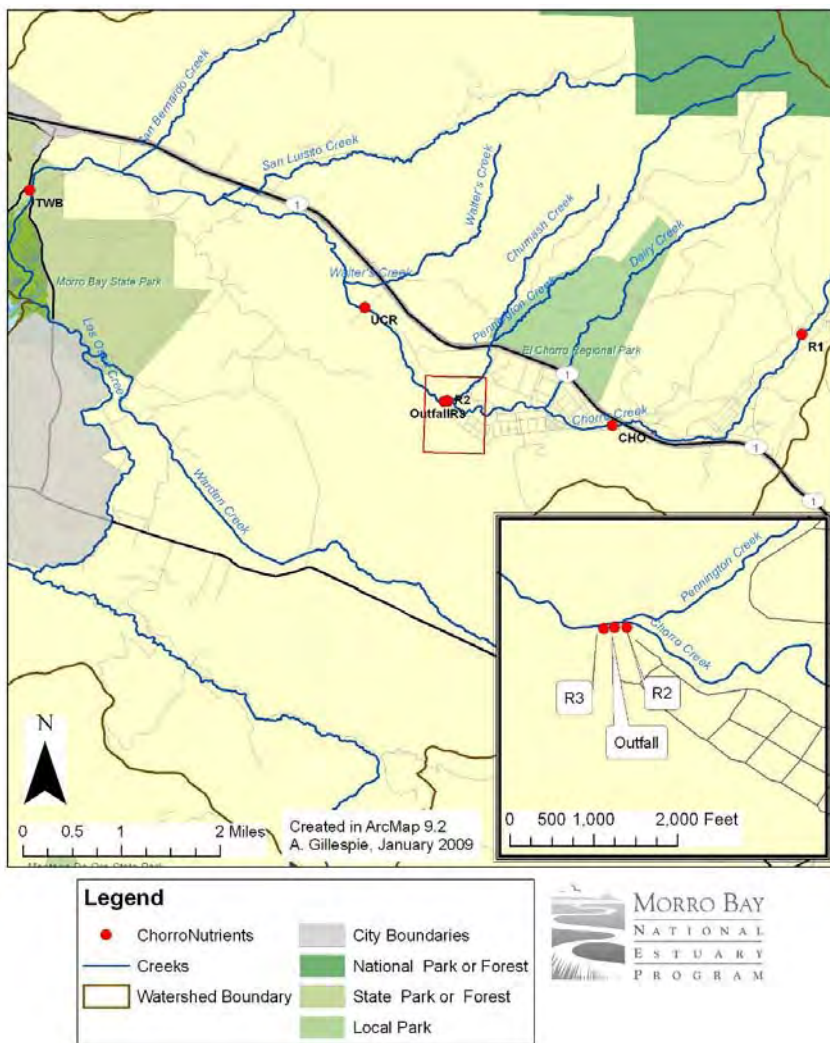 San Bernardo Creek
San Luisito Creek
1
Walter's Creek
Chumash Creek
TWB
Walter's Creek
Dairy Creek
Morro Bay State Park
UCR
Pennington Creek
El Chorro Regional Park
R1
Los Osos Creek
1
R2
OutfallR3
Chorro Creek
CHO
1
1
Warden Creek
Pennington Creek
Chorro Creek
R3
R2
Outfall
N
0 0.5 1 2 Miles
Created in ArcMap 9.2
A. Gillespie, January 2009
0 500 1,000 2,000 Feet
Legend
ChorroNutrients
Creeks
Watershed Boundary
City Boundaries
National Park or Forest
State Park or Forest
Local Park
MORRO BAY
NATIONAL
ESTUARY
PROGRAM